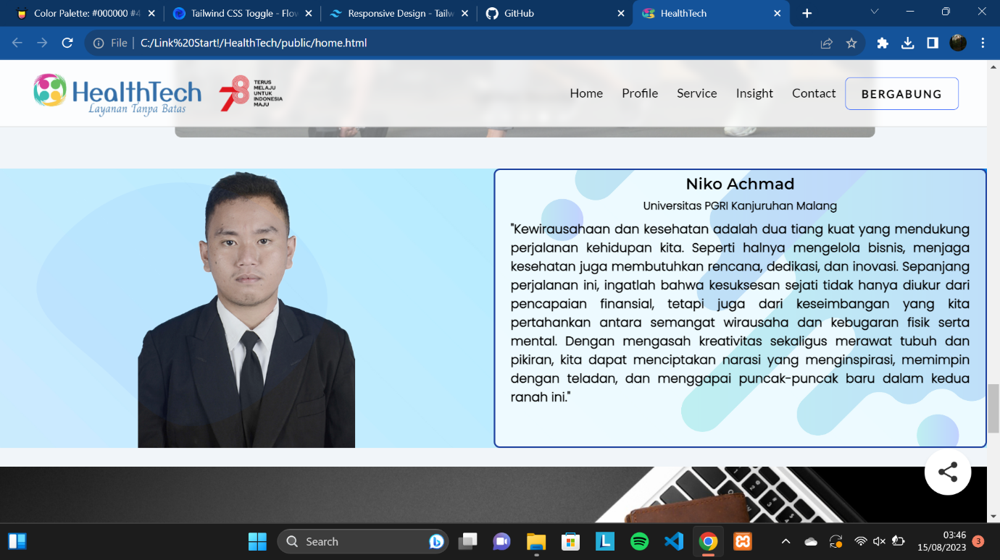 Color Palette: #000000 #4
Tailwind CSS Toggle - Flow
Responsive Design - Tailw
GitHub
HealthTech
File
C:/Link%20Start!/HealthTech/public/home.html
HealthTech
Layanan Tanpa Batas
78
TERUS
MELAJU
UNTUK
INDONESIA
MAJU
Home
Profile
Service
Insight
Contact
BERGABUNG
Niko Achmad
Universitas PGRI Kanjuruhan Malang
"Kewirausahaan dan kesehatan adalah dua tiang kuat yang mendukung
perjalanan kehidupan kita. Seperti halnya mengelola bisnis, menjaga
kesehatan juga membutuhkan rencana, dedikasi, dan inovasi. Sepanjang
perjalanan ini, ingatlah bahwa kesuksesan sejati tidak hanya diukur dari
pencapaian finansial, tetapi juga dari keseimbangan yang kita
pertahankan antara semangat wirausaha dan kebugaran fisik serta
mental. Dengan mengasah kreativitas sekaligus merawat tubuh dan
pikiran, kita dapat menciptakan narasi yang menginspirasi, memimpin
dengan teladan, dan menggapai puncak-puncak baru dalam kedua
ranah ini."
Search
L
03:46
15/08/2023
3